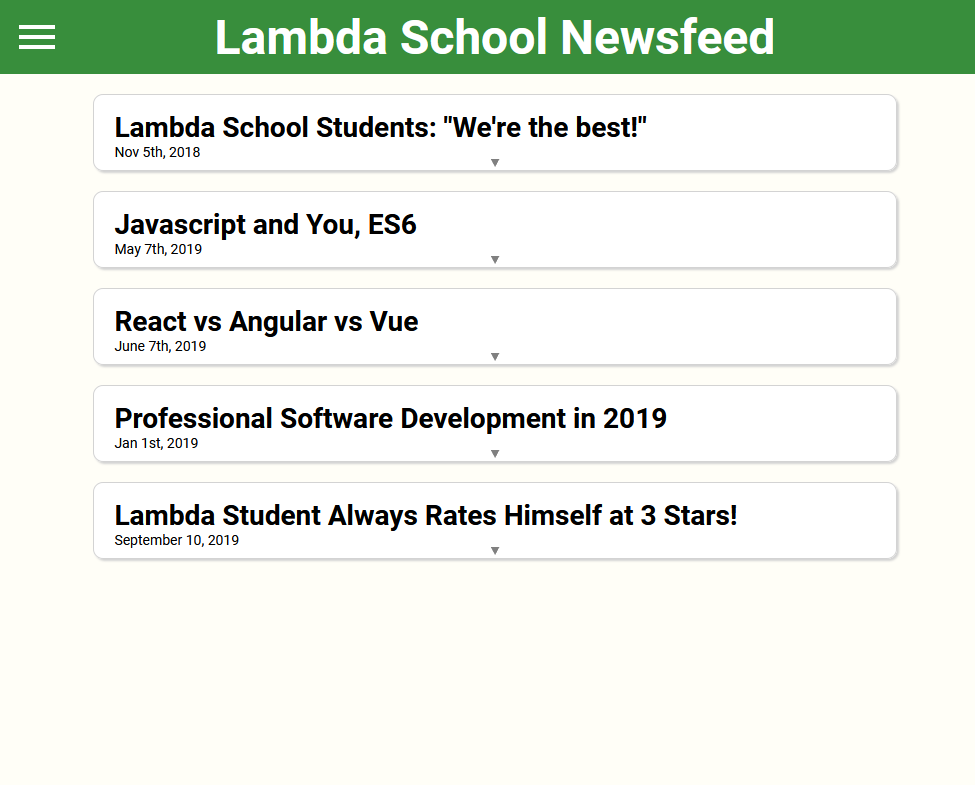 Lambda School Newsfeed
Lambda School Students: "We're the best!"
Nov 5th, 2018
Javascript and You, ES6
May 7th, 2019
React vs Angular vs Vue
June 7th, 2019
Professional Software Development in 2019
Jan 1st, 2019
Lambda Student Always Rates Himself at 3 Stars!
September 10, 2019